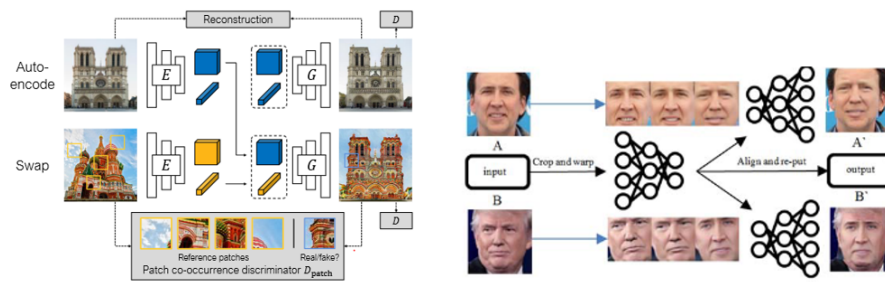 Reconstruction
D
Auto-
encode
E
G
Swap
E
G
D
Reference patches
Real/fake?
Patch co-occurrence discriminator Dpatch
A
A`
input
Crop and warp
Align and re-put
output
B
B`